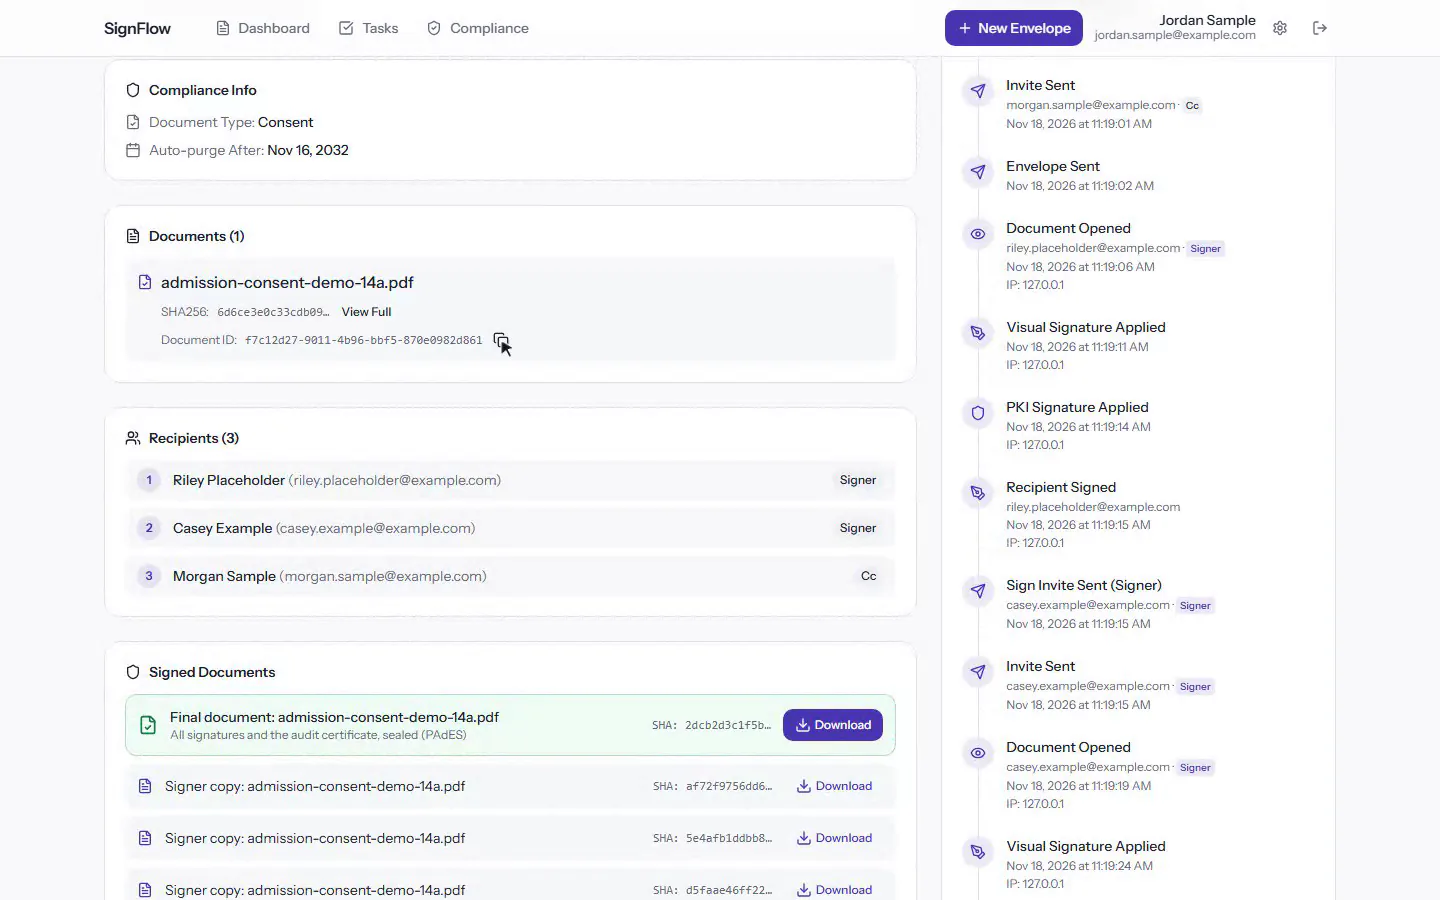 SignFlow
Dashboard
Tasks
Compliance
New Envelope
Jordan Sample
jordan.sample@example.com
Compliance Info
Document Type: Consent
Auto-purge After: Nov 16, 2032
Documents (1)
admission-consent-demo-14a.pdf
SHA256: 6d6ce3e0c33cdb09… View Full
Document ID: f7c12d27-9011-4b96-bbf5-870e0982d861
Recipients (3)
1 Riley Placeholder (riley.placeholder@example.com) Signer
2 Casey Example (casey.example@example.com) Signer
3 Morgan Sample (morgan.sample@example.com) Cc
Signed Documents
Final document: admission-consent-demo-14a.pdf
All signatures and the audit certificate, sealed (PAdES)
SHA: 2dcb2d3c1f5b… Download
Signer copy: admission-consent-demo-14a.pdf SHA: af72f9756dd6… Download
Signer copy: admission-consent-demo-14a.pdf SHA: 5e4afb1ddbb8… Download
Signer copy: admission-consent-demo-14a.pdf SHA: d5faae46ff22… Download
Invite Sent
morgan.sample@example.com · Cc
Nov 18, 2026 at 11:19:01 AM
Envelope Sent
Nov 18, 2026 at 11:19:02 AM
Document Opened
riley.placeholder@example.com · Signer
Nov 18, 2026 at 11:19:06 AM
IP: 127.0.0.1
Visual Signature Applied
Nov 18, 2026 at 11:19:11 AM
IP: 127.0.0.1
PKI Signature Applied
Nov 18, 2026 at 11:19:14 AM
IP: 127.0.0.1
Recipient Signed
riley.placeholder@example.com
Nov 18, 2026 at 11:19:15 AM
IP: 127.0.0.1
Sign Invite Sent (Signer)
casey.example@example.com · Signer
Nov 18, 2026 at 11:19:15 AM
Invite Sent
casey.example@example.com · Signer
Nov 18, 2026 at 11:19:15 AM
Document Opened
casey.example@example.com · Signer
Nov 18, 2026 at 11:19:19 AM
IP: 127.0.0.1
Visual Signature Applied
Nov 18, 2026 at 11:19:24 AM
IP: 127.0.0.1